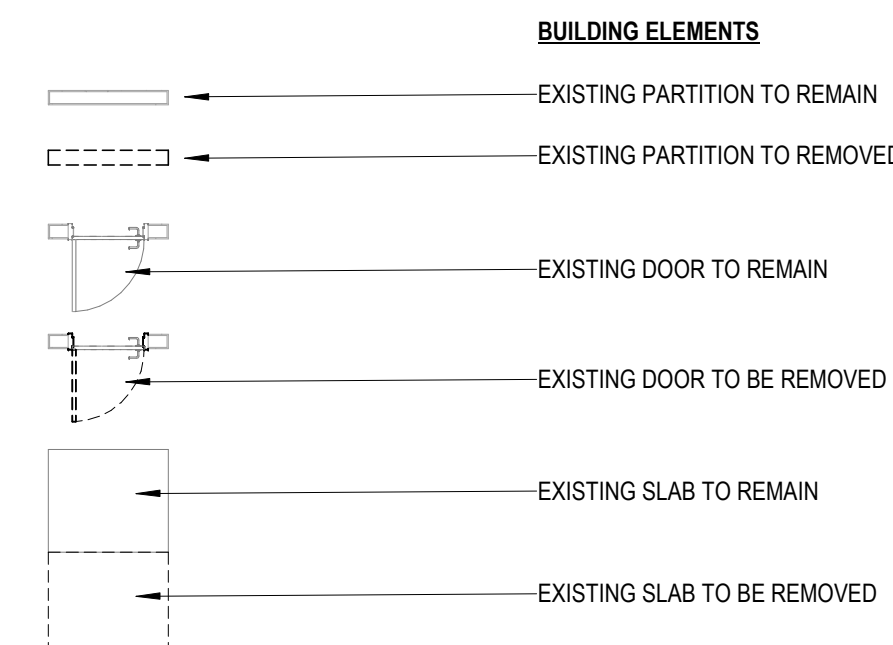 BUILDING ELEMENTS
EXISTING PARTITION TO REMAIN
EXISTING PARTITION TO REMOVED
EXISTING DOOR TO REMAIN
EXISTING DOOR TO BE REMOVED
EXISTING SLAB TO REMAIN
EXISTING SLAB TO BE REMOVED